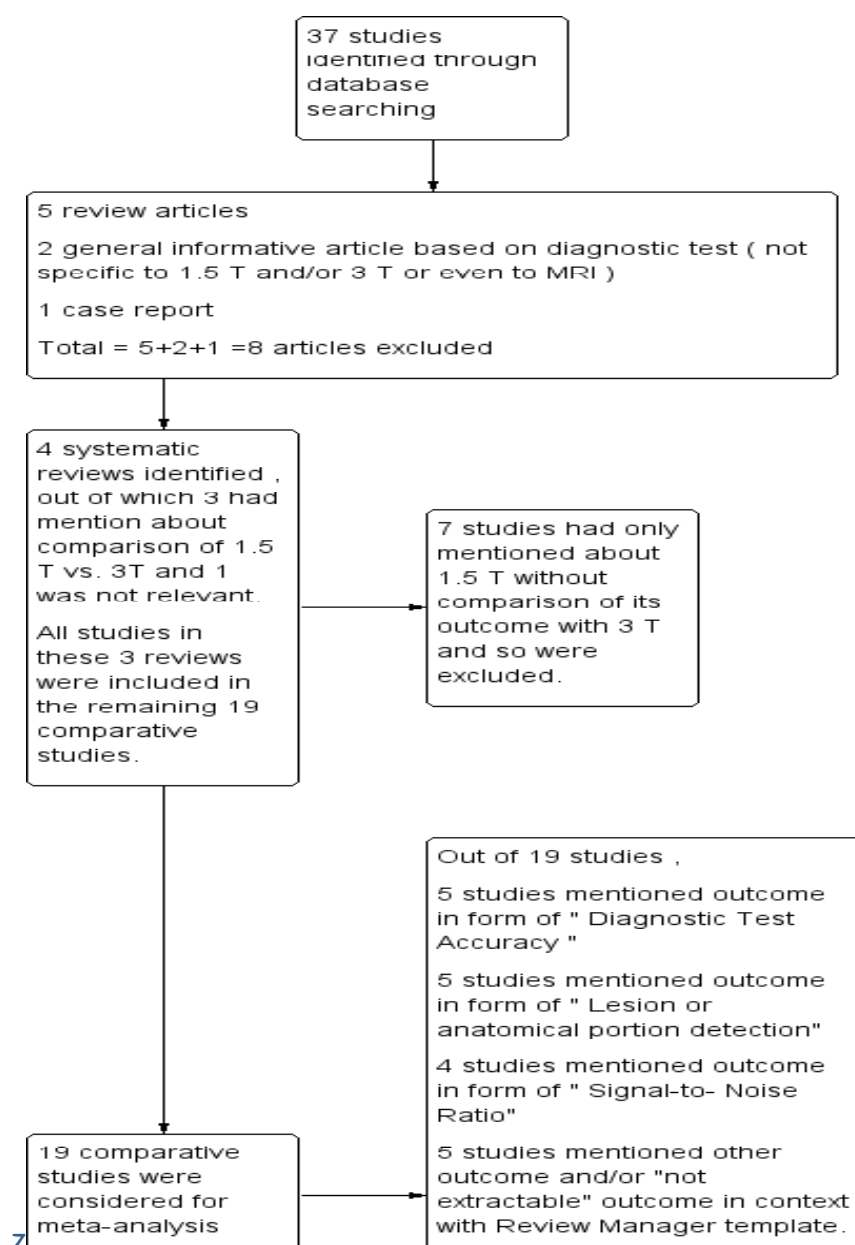 37 studies
identified through
database
searching
5 review articles
2 general informative article based on diagnostic test ( not
specific to 1.5 T and/or 3 T or even to MRI )
1 case report
Total = 5+2+1 =8 articles excluded
4 systematic
reviews identified ,
out of which 3 had
mention about
comparison of 1.5
T vs. 3T and 1
was not relevant.
All studies in
these 3 reviews
were included in
the remaining 19
comparative
studies.
7 studies had only
mentioned about
1.5 T without
comparison of its
outcome with 3 T
and so were
excluded.
19 comparative
studies were
considered for
meta-analysis
Out of 19 studies ,
5 studies mentioned outcome
in form of " Diagnostic Test
Accuracy "
5 studies mentioned outcome
in form of " Lesion or
anatomical portion detection"
4 studies mentioned outcome
in form of " Signal-to- Noise
Ratio"
5 studies mentioned other
outcome and/or "not
extractable" outcome in context
with Review Manager template.
7